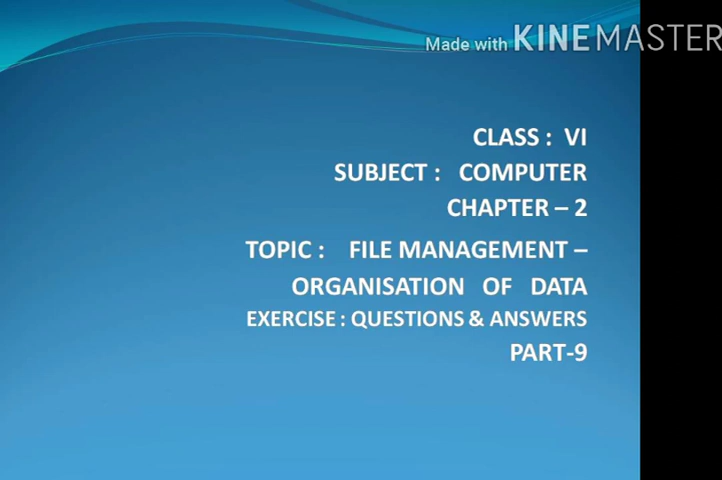 Made with KINEMASTER
CLASS : VI
SUBJECT : COMPUTER
CHAPTER – 2
TOPIC : FILE MANAGEMENT –
ORGANISATION OF DATA
EXERCISE : QUESTIONS & ANSWERS
PART-9